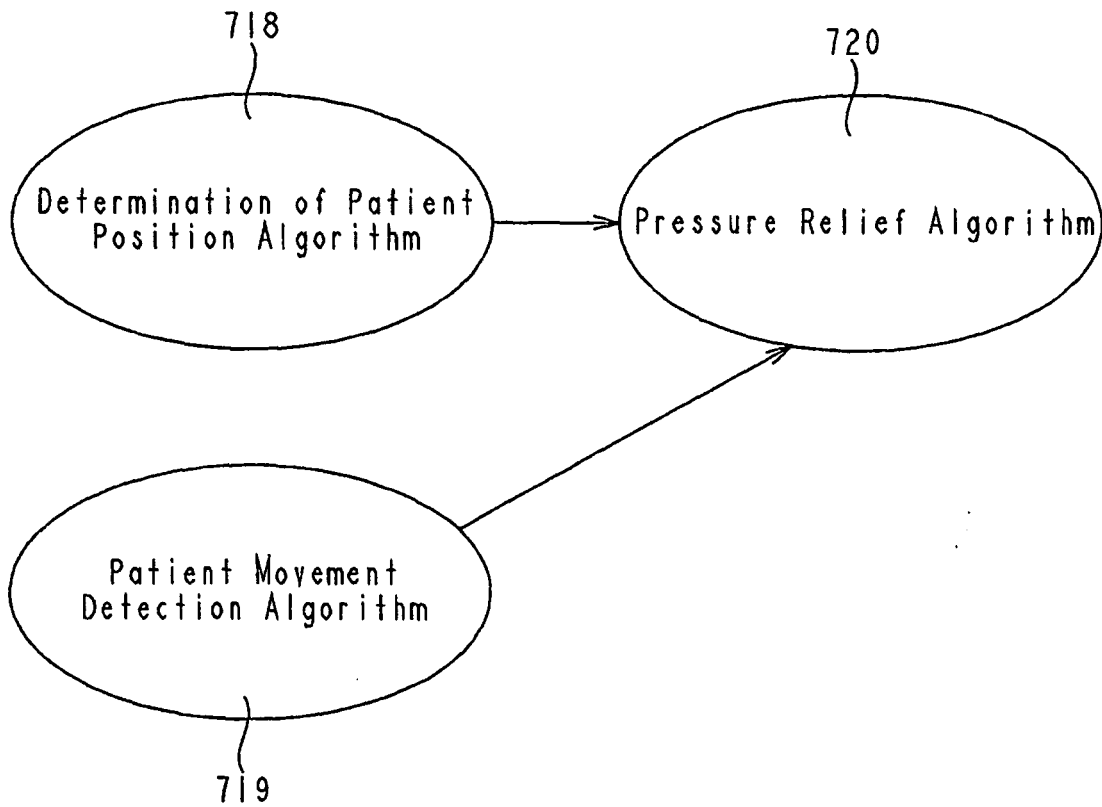 718
720
Determination of Patient
Position Algorithm
Pressure Relief Algorithm
Patient Movement
Detection Algorithm
719